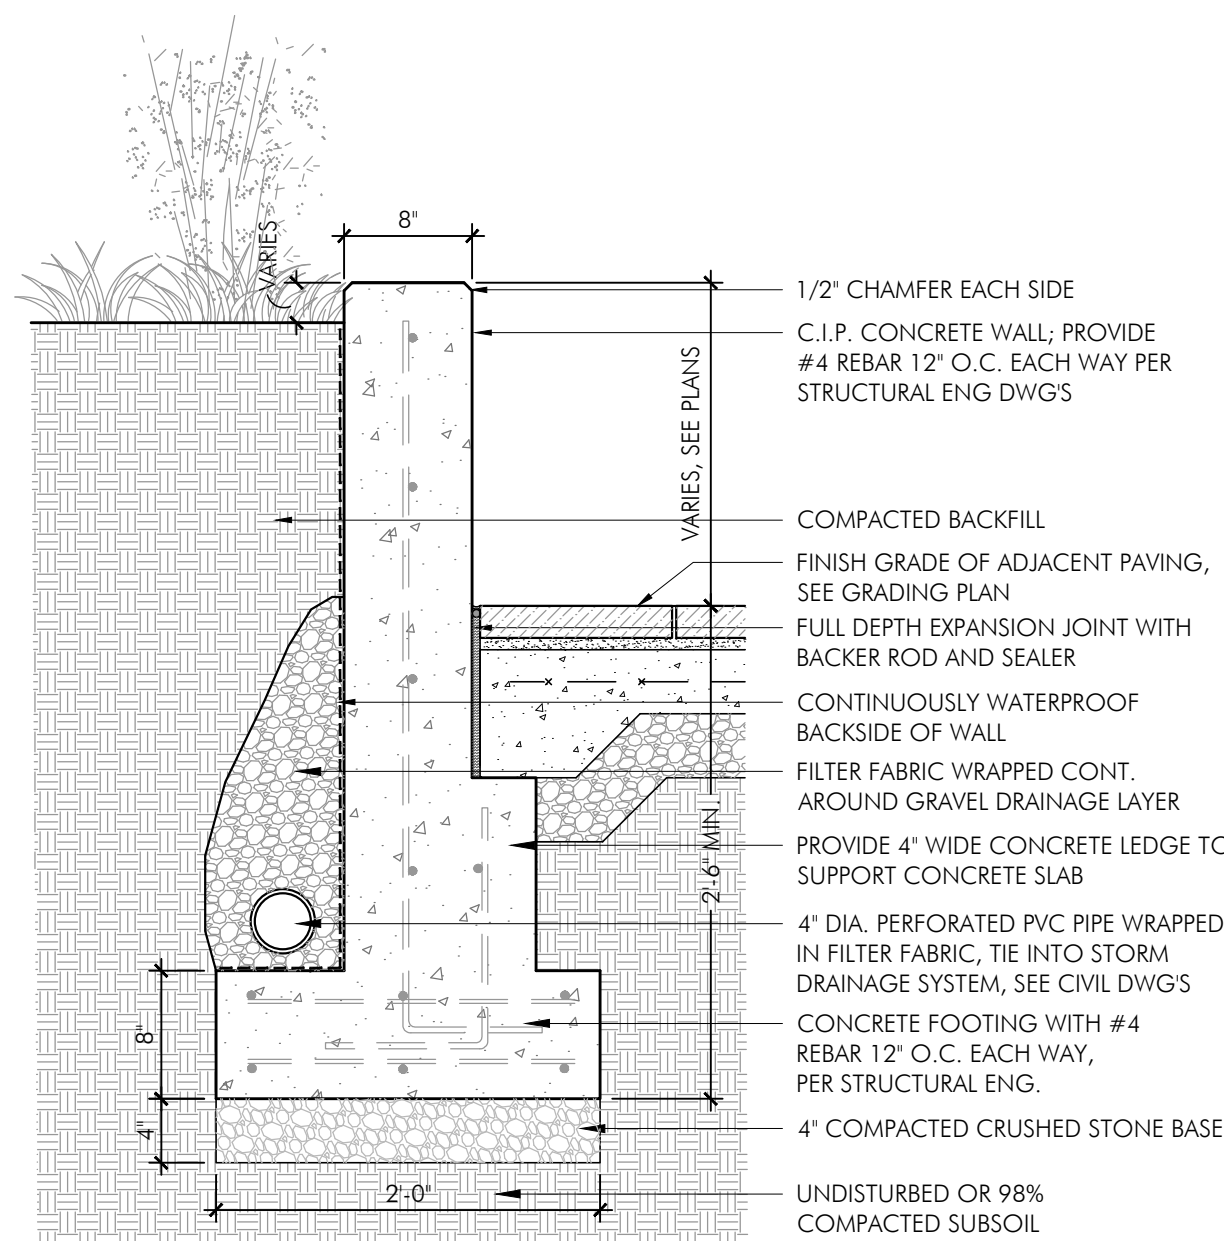 8"
VARIES
1/2" CHAMFER EACH SIDE
C.I.P. CONCRETE WALL; PROVIDE
#4 REBAR 12" O.C. EACH WAY PER
STRUCTURAL ENG DWG'S
VARIES, SEE PLANS
COMPACTED BACKFILL
FINISH GRADE OF ADJACENT PAVING,
SEE GRADING PLAN
FULL DEPTH EXPANSION JOINT WITH
BACKER ROD AND SEALER
CONTINUOUSLY WATERPROOF
BACKSIDE OF WALL
FILTER FABRIC WRAPPED CONT.
AROUND GRAVEL DRAINAGE LAYER
2'-6" MIN.
PROVIDE 4" WIDE CONCRETE LEDGE TO
SUPPORT CONCRETE SLAB
4" DIA. PERFORATED PVC PIPE WRAPPED
IN FILTER FABRIC, TIE INTO STORM
DRAINAGE SYSTEM, SEE CIVIL DWG'S
8"
CONCRETE FOOTING WITH #4
REBAR 12" O.C. EACH WAY,
PER STRUCTURAL ENG.
4"
4" COMPACTED CRUSHED STONE BASE
2'-0"
UNDISTURBED OR 98%
COMPACTED SUBSOIL